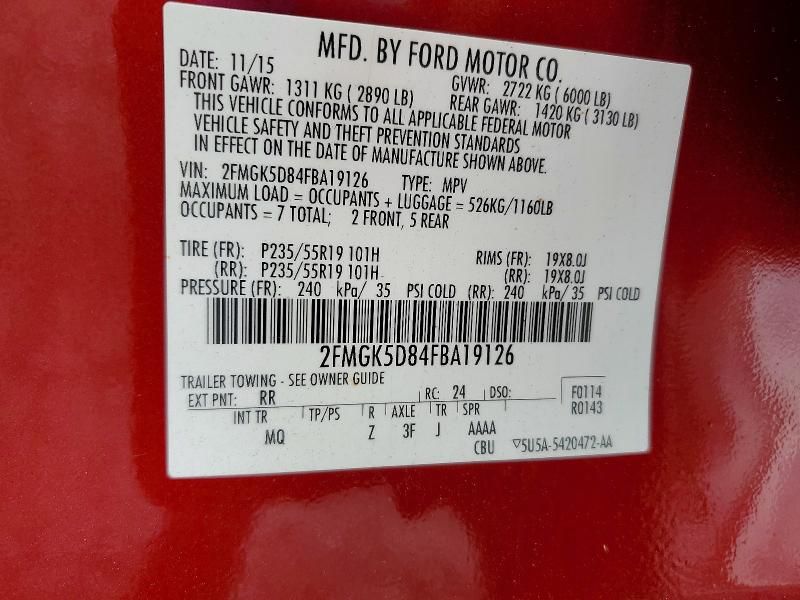 MFD. BY FORD MOTOR CO.
DATE: 11/15 GVWR: 2722 KG ( 6000 LB)
FRONT GAWR: 1311 KG ( 2890 LB) REAR GAWR: 1420 KG ( 3130 LB)
THIS VEHICLE CONFORMS TO ALL APPLICABLE FEDERAL MOTOR
VEHICLE SAFETY AND THEFT PREVENTION STANDARDS
IN EFFECT ON THE DATE OF MANUFACTURE SHOWN ABOVE.
VIN: 2FMGK5D84FBA19126 TYPE: MPV
MAXIMUM LOAD = OCCUPANTS + LUGGAGE = 526KG/1160LB
OCCUPANTS = 7 TOTAL; 2 FRONT, 5 REAR
TIRE (FR): P235/55R19 101H RIMS (FR): 19X8.0J
(RR): P235/55R19 101H (RR): 19X8.0J
PRESSURE (FR): 240 kPa/ 35 PSI COLD (RR): 240 kPa/ 35 PSI COLD
2FMGK5D84FBA19126
TRAILER TOWING - SEE OWNER GUIDE
EXT PNT: RR RC: 24 DSO: F0114
R0143
INT TR TP/PS R AXLE TR SPR
MQ Z 3F J AAAA
CBU ▽5U5A-5420472-AA